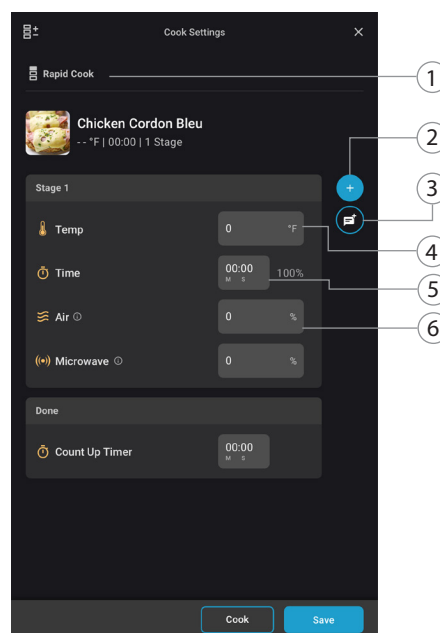 Cook Settings
Rapid Cook
1
Chicken Cordon Bleu
- - °F | 00:00 | 1 Stage
2
Stage 1
+
3
Temp 0 °F
4
Time 00:00 100%
M S
5
Air 0 %
6
Microwave 0 %
Done
Count Up Timer 00:00
M S
Cook Save